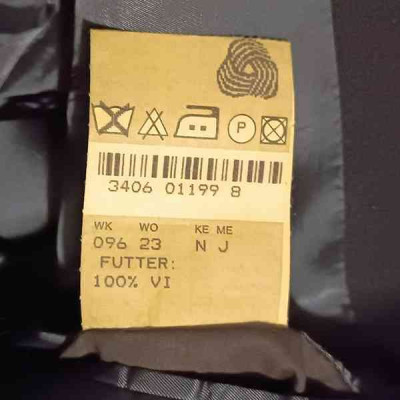 P
3406 01199 8
WK WO KE ME
096 23 N J
FUTTER:
100% VI